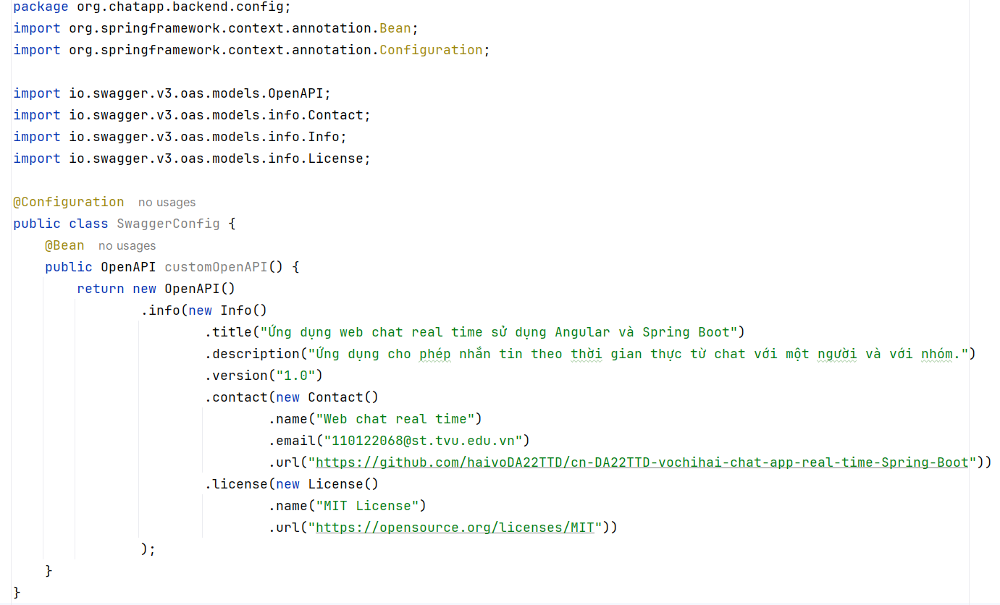 package org.chatapp.backend.config;
import org.springframework.context.annotation.Bean;
import org.springframework.context.annotation.Configuration;

import io.swagger.v3.oas.models.OpenAPI;
import io.swagger.v3.oas.models.info.Contact;
import io.swagger.v3.oas.models.info.Info;
import io.swagger.v3.oas.models.info.License;

@Configuration no usages
public class SwaggerConfig {
    @Bean no usages
    public OpenAPI customOpenAPI() {
        return new OpenAPI()
                .info(new Info()
                        .title("Ứng dụng web chat real time sử dụng Angular và Spring Boot")
                        .description("Ứng dụng cho phép nhắn tin theo thời gian thực từ chat với một người và với nhóm.")
                        .version("1.0")
                        .contact(new Contact()
                                .name("Web chat real time")
                                .email("110122068@st.tvu.edu.vn")
                                .url("https://github.com/haivoDA22TTD/cn-DA22TTD-vochihai-chat-app-real-time-Spring-Boot"))
                        .license(new License()
                                .name("MIT License")
                                .url("https://opensource.org/licenses/MIT"))
                );
    }
}